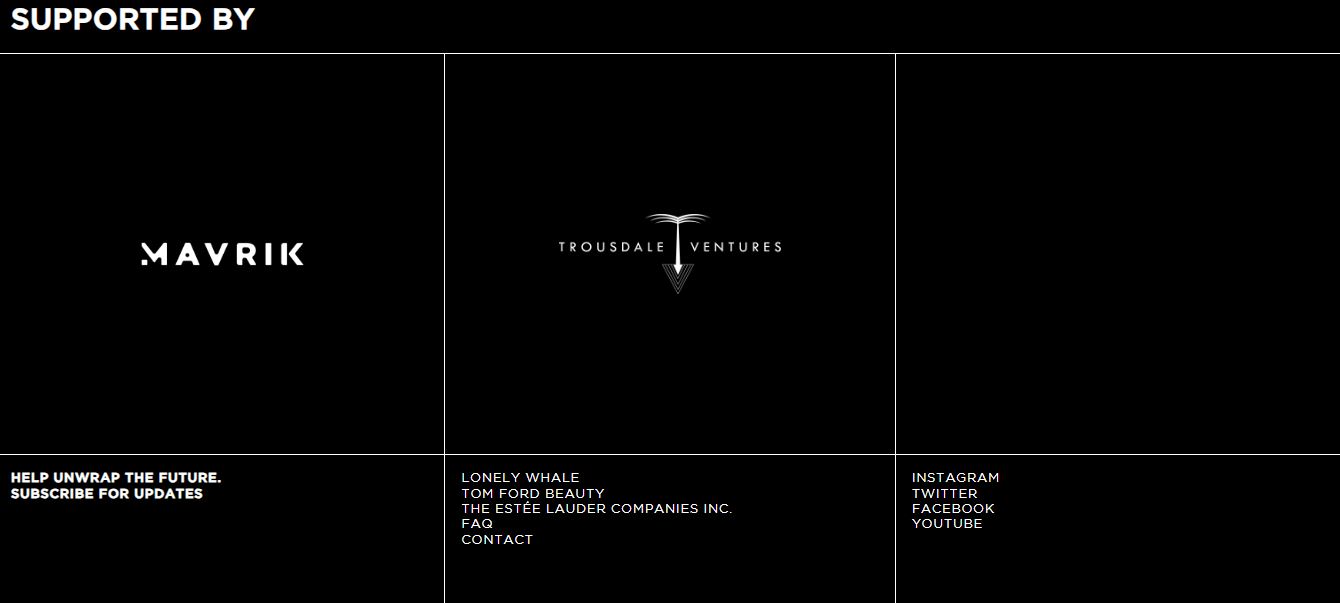 SUPPORTED BY
MAVRIK
TROUSDALE VENTURES
HELP UNWRAP THE FUTURE.
SUBSCRIBE FOR UPDATES
LONELY WHALE
TOM FORD BEAUTY
THE ESTÉE LAUDER COMPANIES INC.
FAQ
CONTACT
INSTAGRAM
TWITTER
FACEBOOK
YOUTUBE